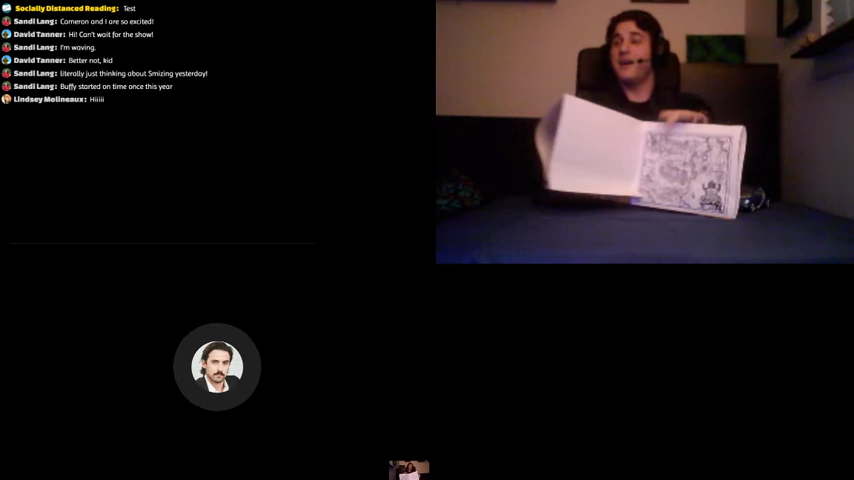 Socially Distanced Reading: Test
Sandi Lang: Cameron and I are so excited!
David Tanner: Hi! Can't wait for the show!
Sandi Lang: I'm waving.
David Tanner: Better not, kid
Sandi Lang: literally just thinking about Smizing yesterday!
Sandi Lang: Buffy started on time once this year
Lindsey Molineaux: Hiiiii